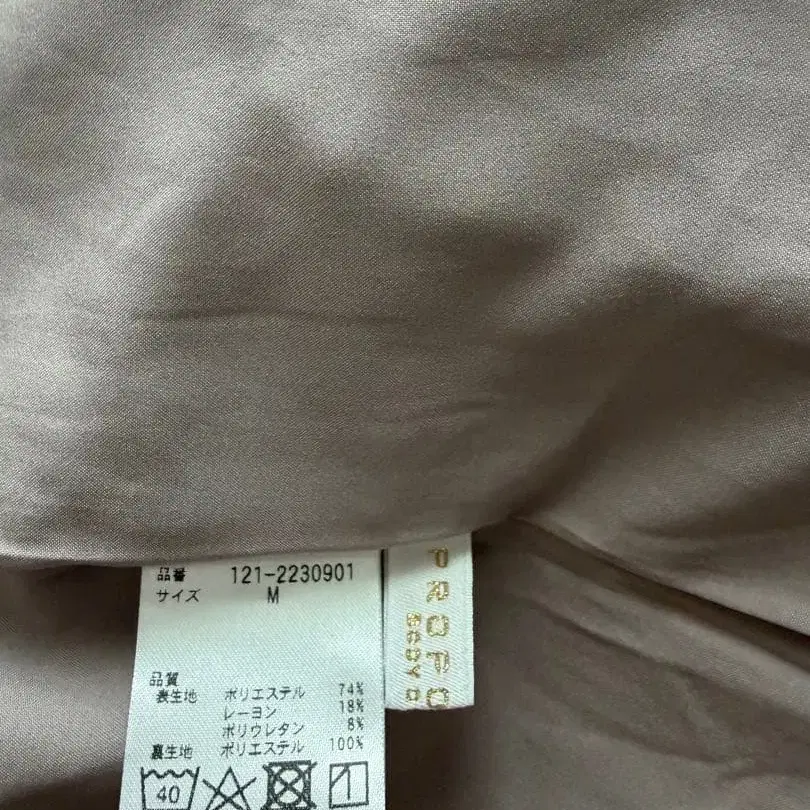 品番 121-2230901
サイズ M
品質
表生地 ポリエステル 74%
レーヨン 18%
ポリウレタン 8%
裏生地 ポリエステル 100%
40
PROPO
BODY D